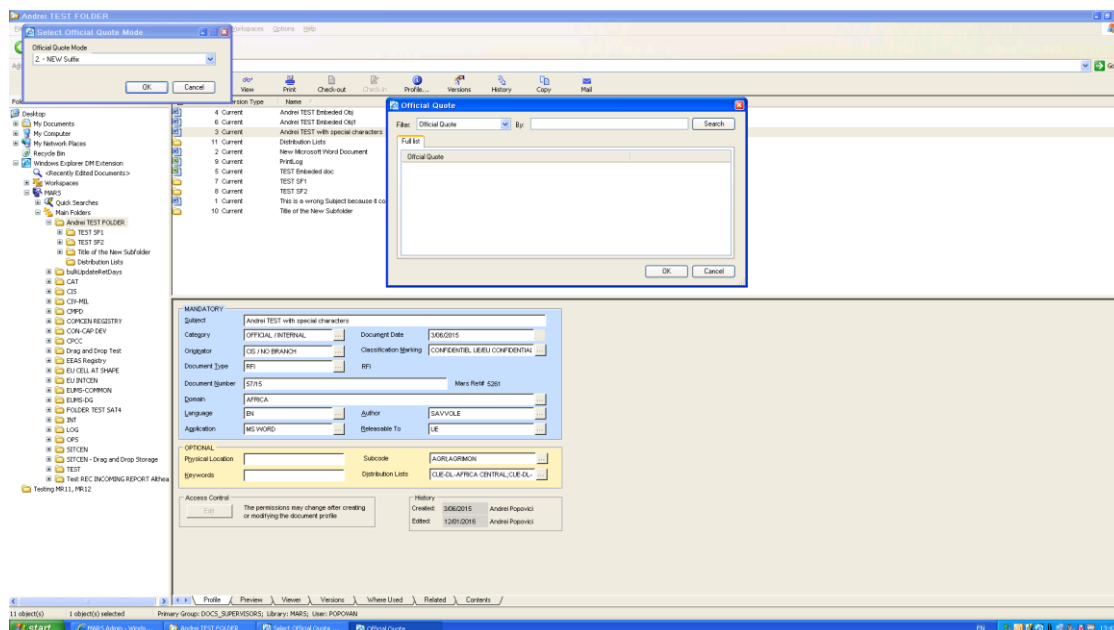 Andrei TEST FOLDER
Select Official Quote Mode
Workspaces Options Help
Official Quote Mode
2. - NEW Suffix
OK Cancel
View Print Check-out Check-in Profile... Versions History Copy Mail
Version Type Name
Desktop
My Documents
My Computer
My Network Places
Recycle Bin
Windows Explorer DM Extension
<Recently Edited Documents>
Workspaces
MARS
Quick Searches
Main Folders
Andrei TEST FOLDER
TEST SF1
TEST SF2
Title of the New Subfolder
Distribution Lists
bulkUpdateRetDays
CAT
CIS
CIV-MIL
CMPD
COMCEN REGISTRY
CON-CAP DEV
CPCC
Drag and Drop Test
EEAS Registry
EU CELL AT SHAPE
EU INTCEN
EUMS-COMMON
EUMS-DG
FOLDER TEST SAT4
INT
LOG
OPS
SITCEN
SITCEN - Drag and Drop Storage
TEST
Test REC INCOMING REPORT Althea
Testing MR11, MR12
4 Current Andrei TEST Embeded Obj
6 Current Andrei TEST Embeded Obj1
3 Current Andrei TEST with special characters
11 Current Distribution Lists
2 Current New Microsoft Word Document
9 Current PrintLog
5 Current TEST Embeded doc
7 Current TEST SF1
8 Current TEST SF2
1 Current This is a wrong Subject because it co
10 Current Title of the New Subfolder
Official Quote
Filter: Official Quote By: Search
Full list
Official Quote
OK Cancel
MANDATORY
Subject Andrei TEST with special characters
Category OFFICIAL / INTERNAL ... Document Date 3/06/2015
Originator CIS / NO BRANCH ... Classification Marking CONFIDENTIEL UE/EU CONFIDENTIAL ...
Document Type RFI ... RFI
Document Number 57/15 Mars Ref# 5261
Domain AFRICA ...
Language EN ... Author SAVVOLE ...
Application MS WORD ... Releasable To UE ...
OPTIONAL
Physical Location Subcode AGRI,AGRIMON ...
Keywords Distribution Lists CUE-DL-AFRICA CENTRAL;CUE-DL- ...
Access Control
Edit
The permissions may change after creating
or modifying the document profile
History
Created: 3/06/2015 Andrei Popovici
Edited: 12/01/2016 Andrei Popovici
Profile Preview Viewer Versions Where Used Related Contents
11 object(s) 1 object(s) selected Primary Group: DOCS_SUPERVISORS; Library: MARS; User: POPOVAN
start MARS Admin - Windo... Andrei TEST FOLDER Select Official Quote ... Official Quote EN